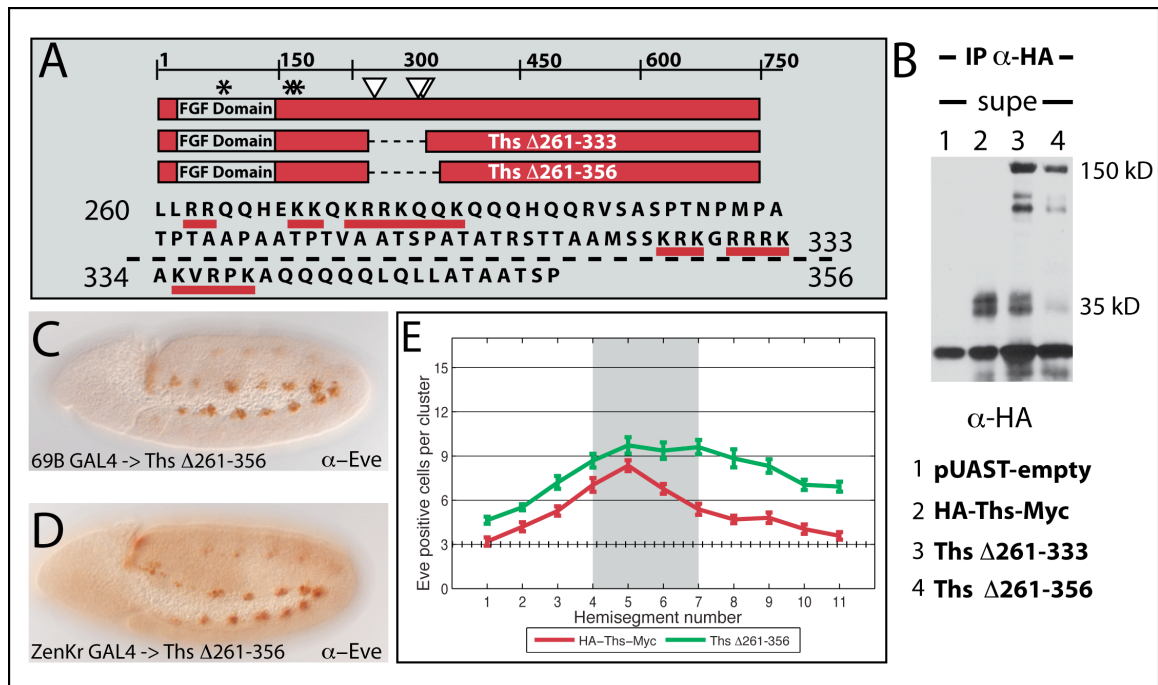 A
1 150 300 450 600 750
* **
FGF Domain
FGF Domain Ths Δ261-333
FGF Domain Ths Δ261-356
260 LLRRQQHEKKQKRRKQQKQQQHQQRVSASPTNPMPA
TPTAAPAATPTVAATSPATATRSTTAAMSSKRKGRRRK 333
334 AKVRPKAQQQQQLQLLATAATSP 356
B
IP α-HA
supe
1 2 3 4
150 kD
35 kD
α-HA
1 pUAST-empty
2 HA-Ths-Myc
3 Ths Δ261-333
4 Ths Δ261-356
C
69B GAL4 -> Ths Δ261-356 α-Eve
D
ZenKr GAL4 -> Ths Δ261-356 α-Eve
E
Eve positive cells per cluster
15
12
9
6
3
0
1 2 3 4 5 6 7 8 9 10 11
Hemisegment number
HA-Ths-Myc Ths Δ261-356